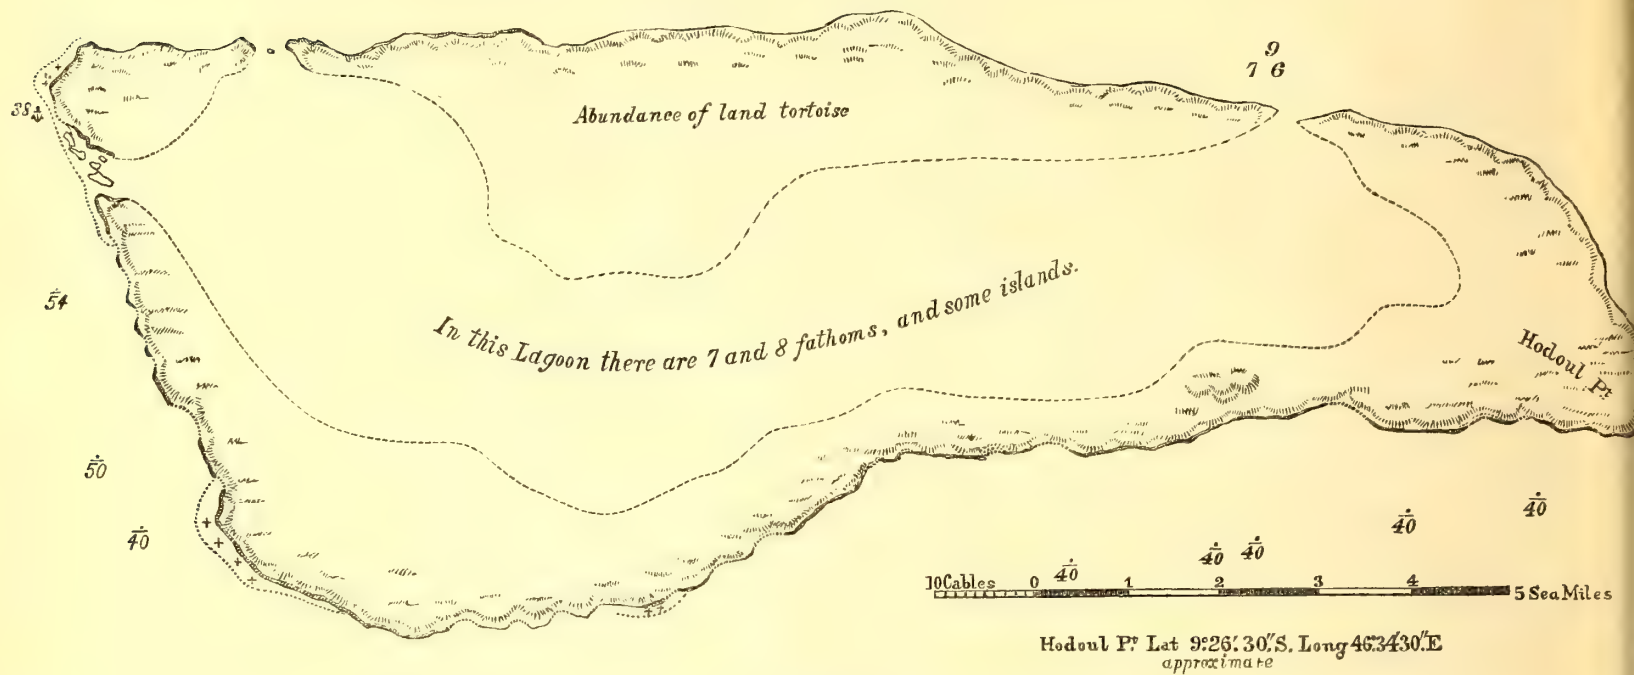 9
7 6
38
Abundance of land tortoise
54
In this Lagoon there are 7 and 8 fathoms, and some islands.
Hodoul Pt.
50
40
40
40
40 40
40
10 Cables 0 1 2 3 4 5 Sea Miles
Hodoul Pt. Lat 9°26'.30"S. Long 46°.34'30"E
approximate